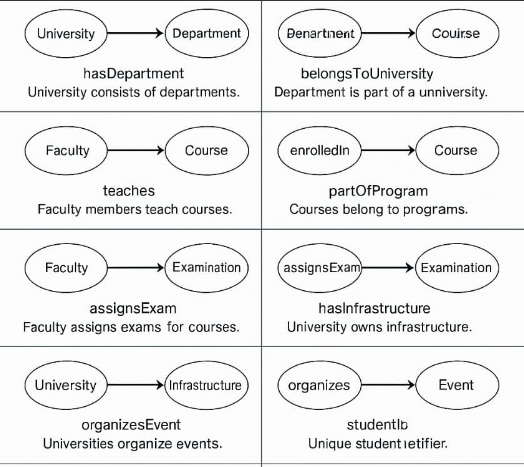 University Department Denartment Couirse
hasDepartment belongsToUniversity
University consists of departments. Department is part of a unniversity.
Faculty Course enrolledIn Course
teaches partOfProgram
Faculty members teach courses. Courses belong to programs.
Faculty Examination assignsExam Examination
assignsExam hasInfrastructure
Faculty assigns exams for courses. University owns infrastructure.
University Infrastructure organizes Event
organizesEvent studentIb
Universities organize events. Unique student ıetifier.